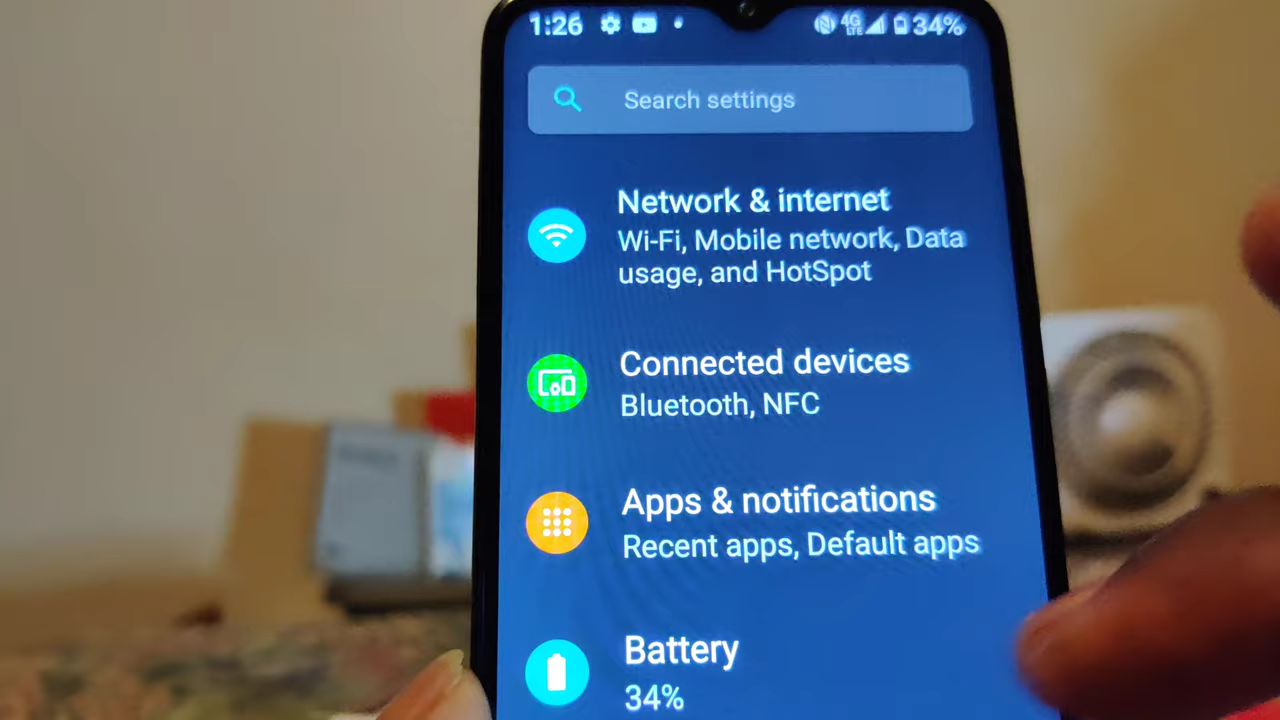 1:26 4G LTE 34%
Search settings
Network & internet
Wi-Fi, Mobile network, Data
usage, and HotSpot
Connected devices
Bluetooth, NFC
Apps & notifications
Recent apps, Default apps
Battery
34%